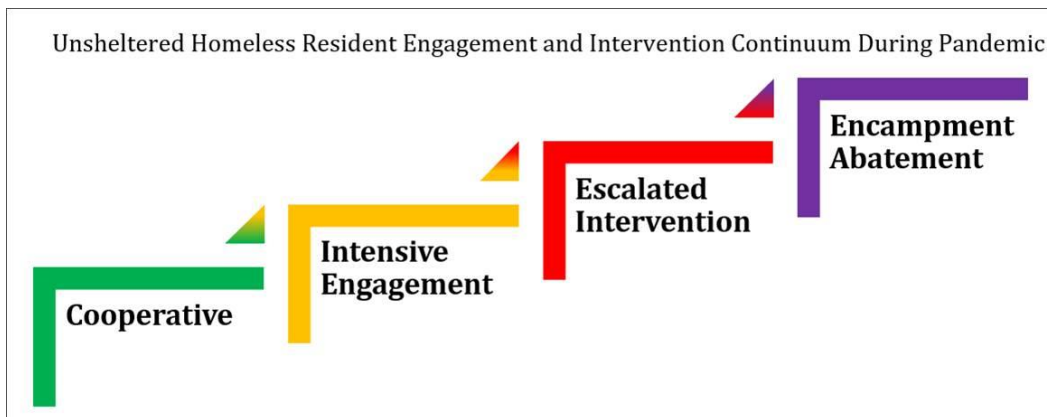 Unsheltered Homeless Resident Engagement and Intervention Continuum During Pandemic
Cooperative
Intensive
Engagement
Escalated
Intervention
Encampment
Abatement